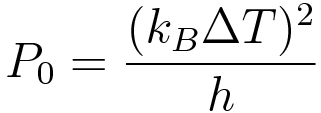 P_0 = \frac{(k_B \Delta T)^2}{h}